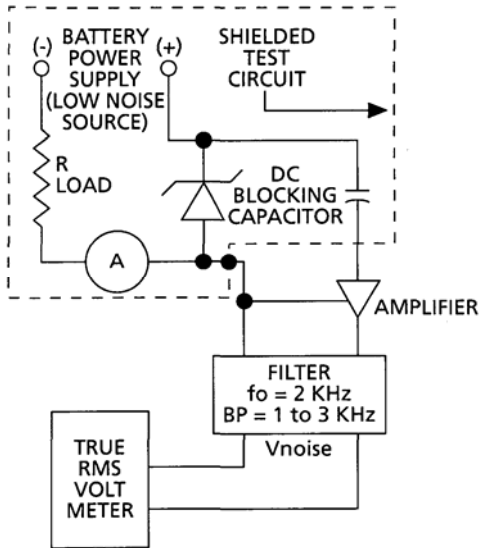 (-)
BATTERY
POWER
SUPPLY
(LOW NOISE
SOURCE)
(+)
SHIELDED
TEST
CIRCUIT
R
LOAD
DC
BLOCKING
CAPACITOR
A
AMPLIFIER
FILTER
fo = 2 KHz
BP = 1 to 3 KHz
Vnoise
TRUE
RMS
VOLT
METER